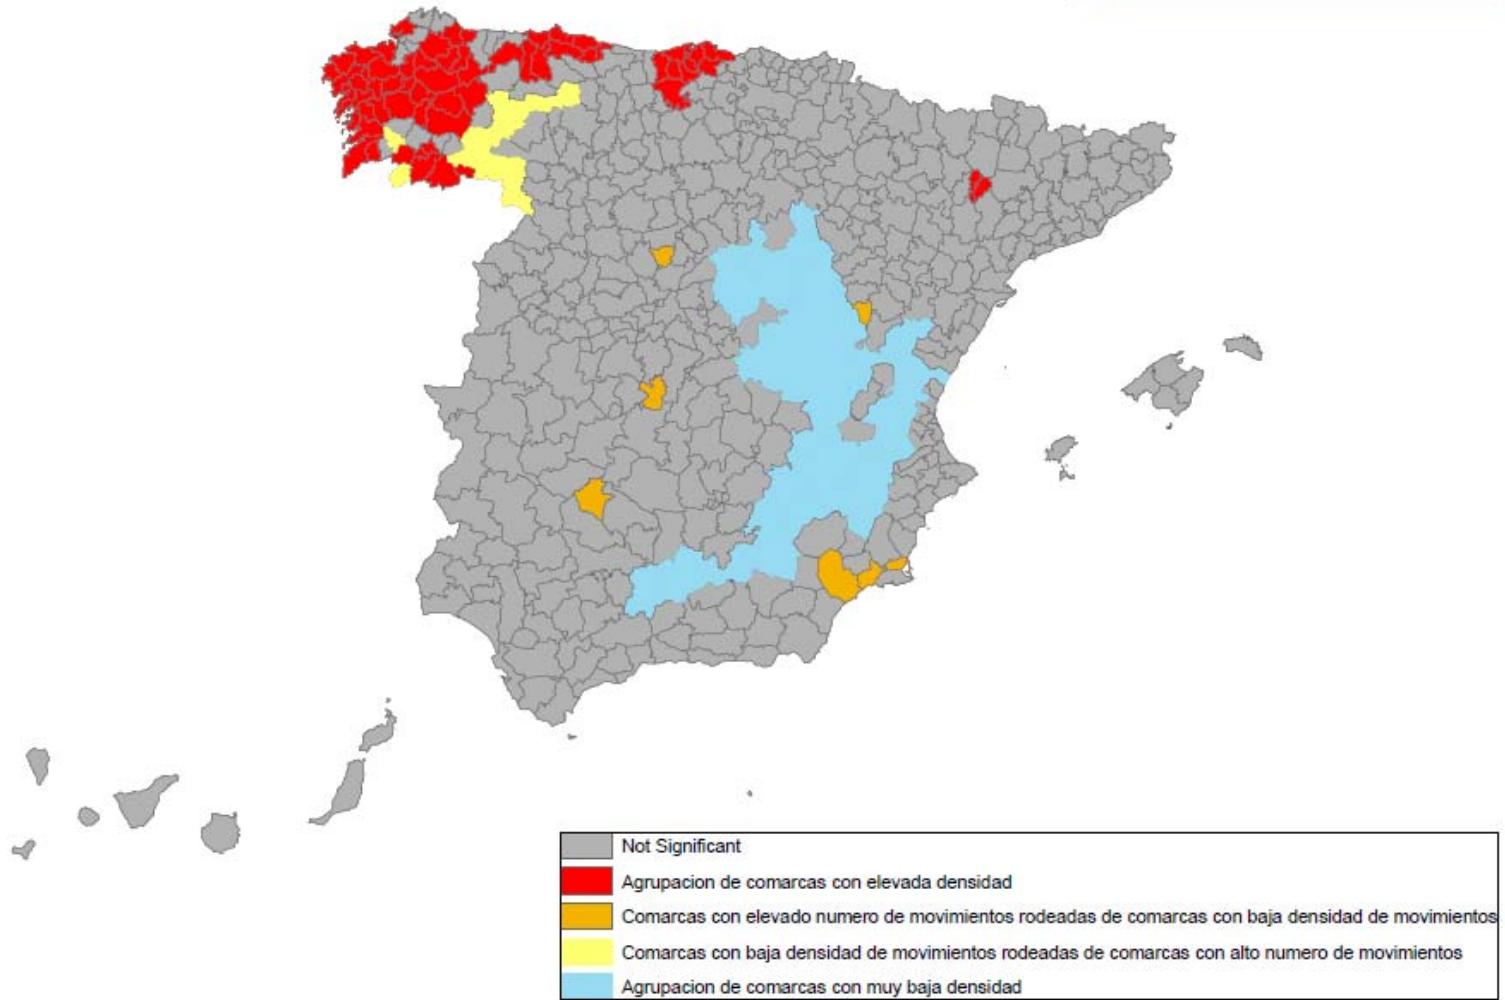 Not Significant
Agrupacion de comarcas con elevada densidad
Comarcas con elevado numero de movimientos rodeadas de comarcas con baja densidad de movimientos
Comarcas con baja densidad de movimientos rodeadas de comarcas con alto numero de movimientos
Agrupacion de comarcas con muy baja densidad